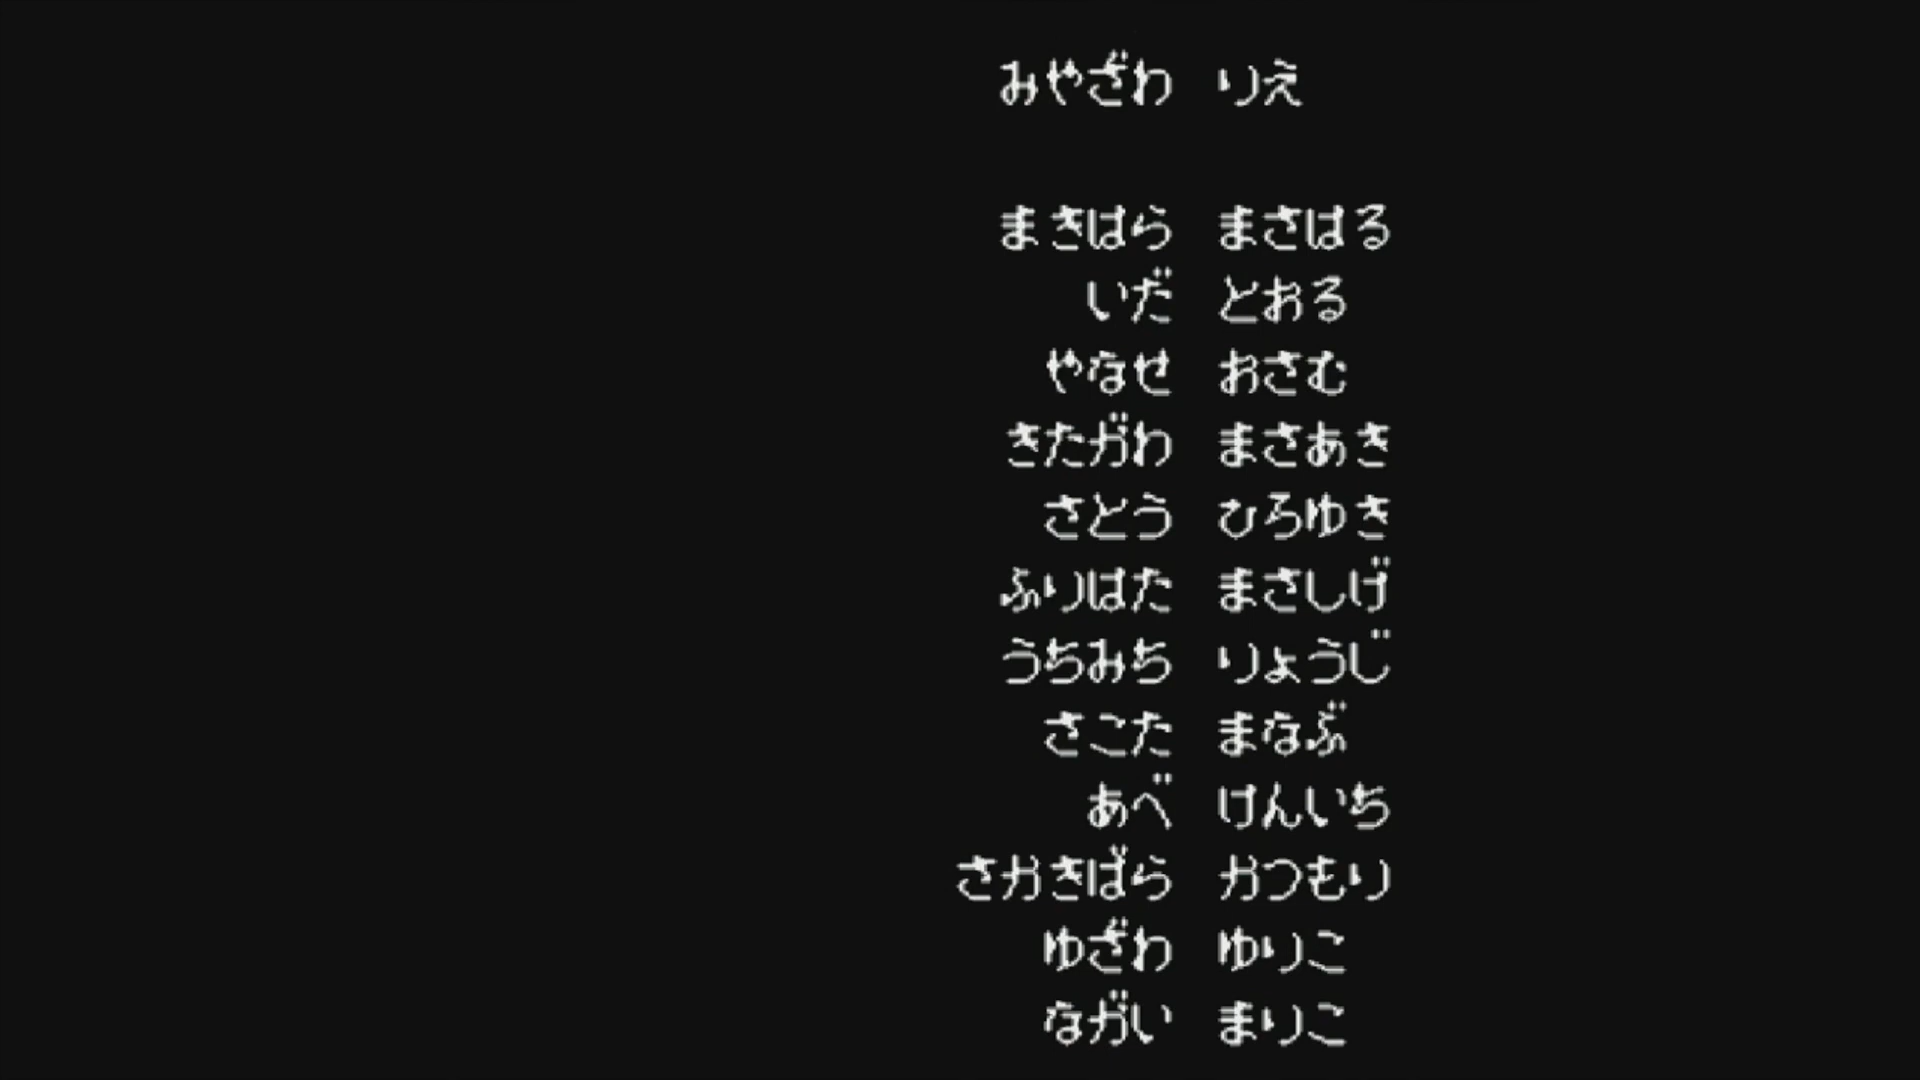 みやざわ りえ
まきはら まさはる
いだ とおる
やなせ おさむ
きたがわ まさあき
さとう ひろゆき
ふりはた まさしげ
うちみち りょうじ
さこた まなぶ
あべ けんいち
さかきばら かつもり
ゆざわ ゆりこ
ながい まりこ